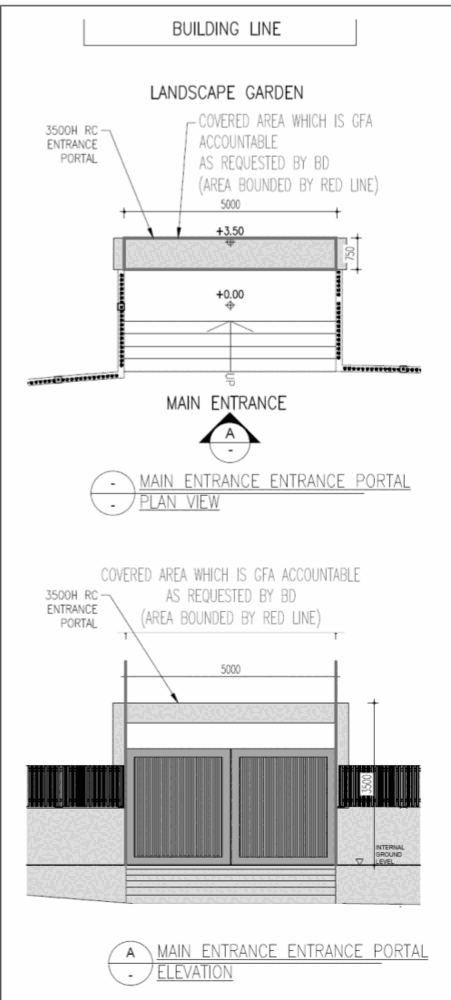 BUILDING LINE
LANDSCAPE GARDEN
3500H RC
ENTRANCE
PORTAL
COVERED AREA WHICH IS GFA
ACCOUNTABLE
AS REQUESTED BY BD
(AREA BOUNDED BY RED LINE)
5000
+3.50
750
+0.00
UP
MAIN ENTRANCE
A
-
-
-
MAIN ENTRANCE ENTRANCE PORTAL
PLAN VIEW
COVERED AREA WHICH IS GFA ACCOUNTABLE
AS REQUESTED BY BD
(AREA BOUNDED BY RED LINE)
3500H RC
ENTRANCE
PORTAL
5000
3500
INTERNAL
GROUND
LEVEL
A
-
MAIN ENTRANCE ENTRANCE PORTAL
ELEVATION